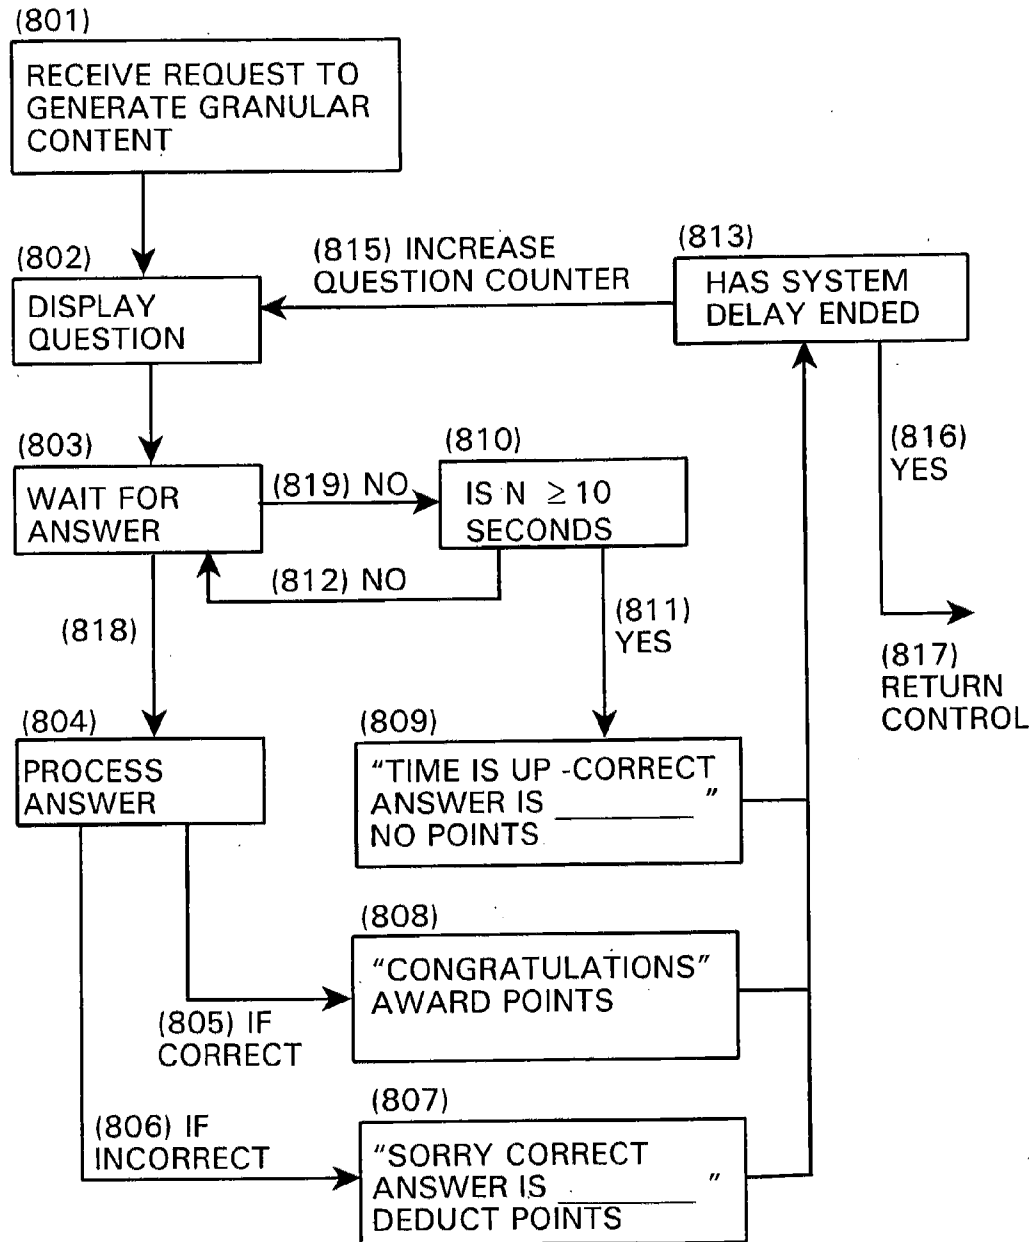 (801)
RECEIVE REQUEST TO
GENERATE GRANULAR
CONTENT
(802)
DISPLAY
QUESTION
(815) INCREASE
QUESTION COUNTER
(813)
HAS SYSTEM
DELAY ENDED
(816)
YES
(817)
RETURN
CONTROL
(803)
WAIT FOR
ANSWER
(819) NO
(810)
IS N ≥ 10
SECONDS
(812) NO
(811)
YES
(818)
(804)
PROCESS
ANSWER
(809)
"TIME IS UP -CORRECT
ANSWER IS ________ "
NO POINTS
(805) IF
CORRECT
(808)
"CONGRATULATIONS"
AWARD POINTS
(806) IF
INCORRECT
(807)
"SORRY CORRECT
ANSWER IS ________ "
DEDUCT POINTS